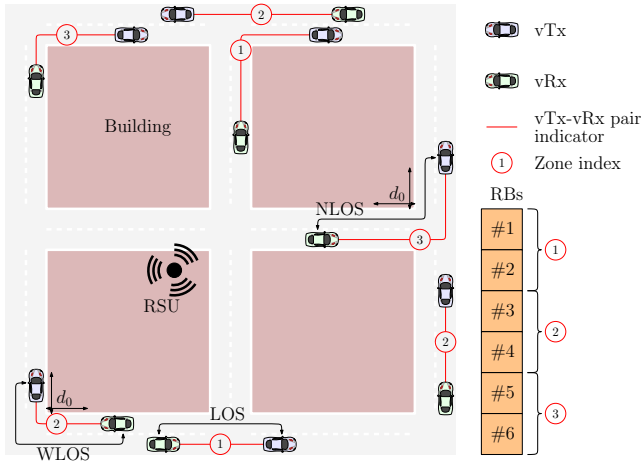 2
3
1
Building
d₀
NLOS
3
RSU
2
d₀
2
WLOS
LOS
1
vTx
vRx
vTx-vRx pair
indicator
1 Zone index
RBs
#1
#2
#3
#4
#5
#6
1
2
3